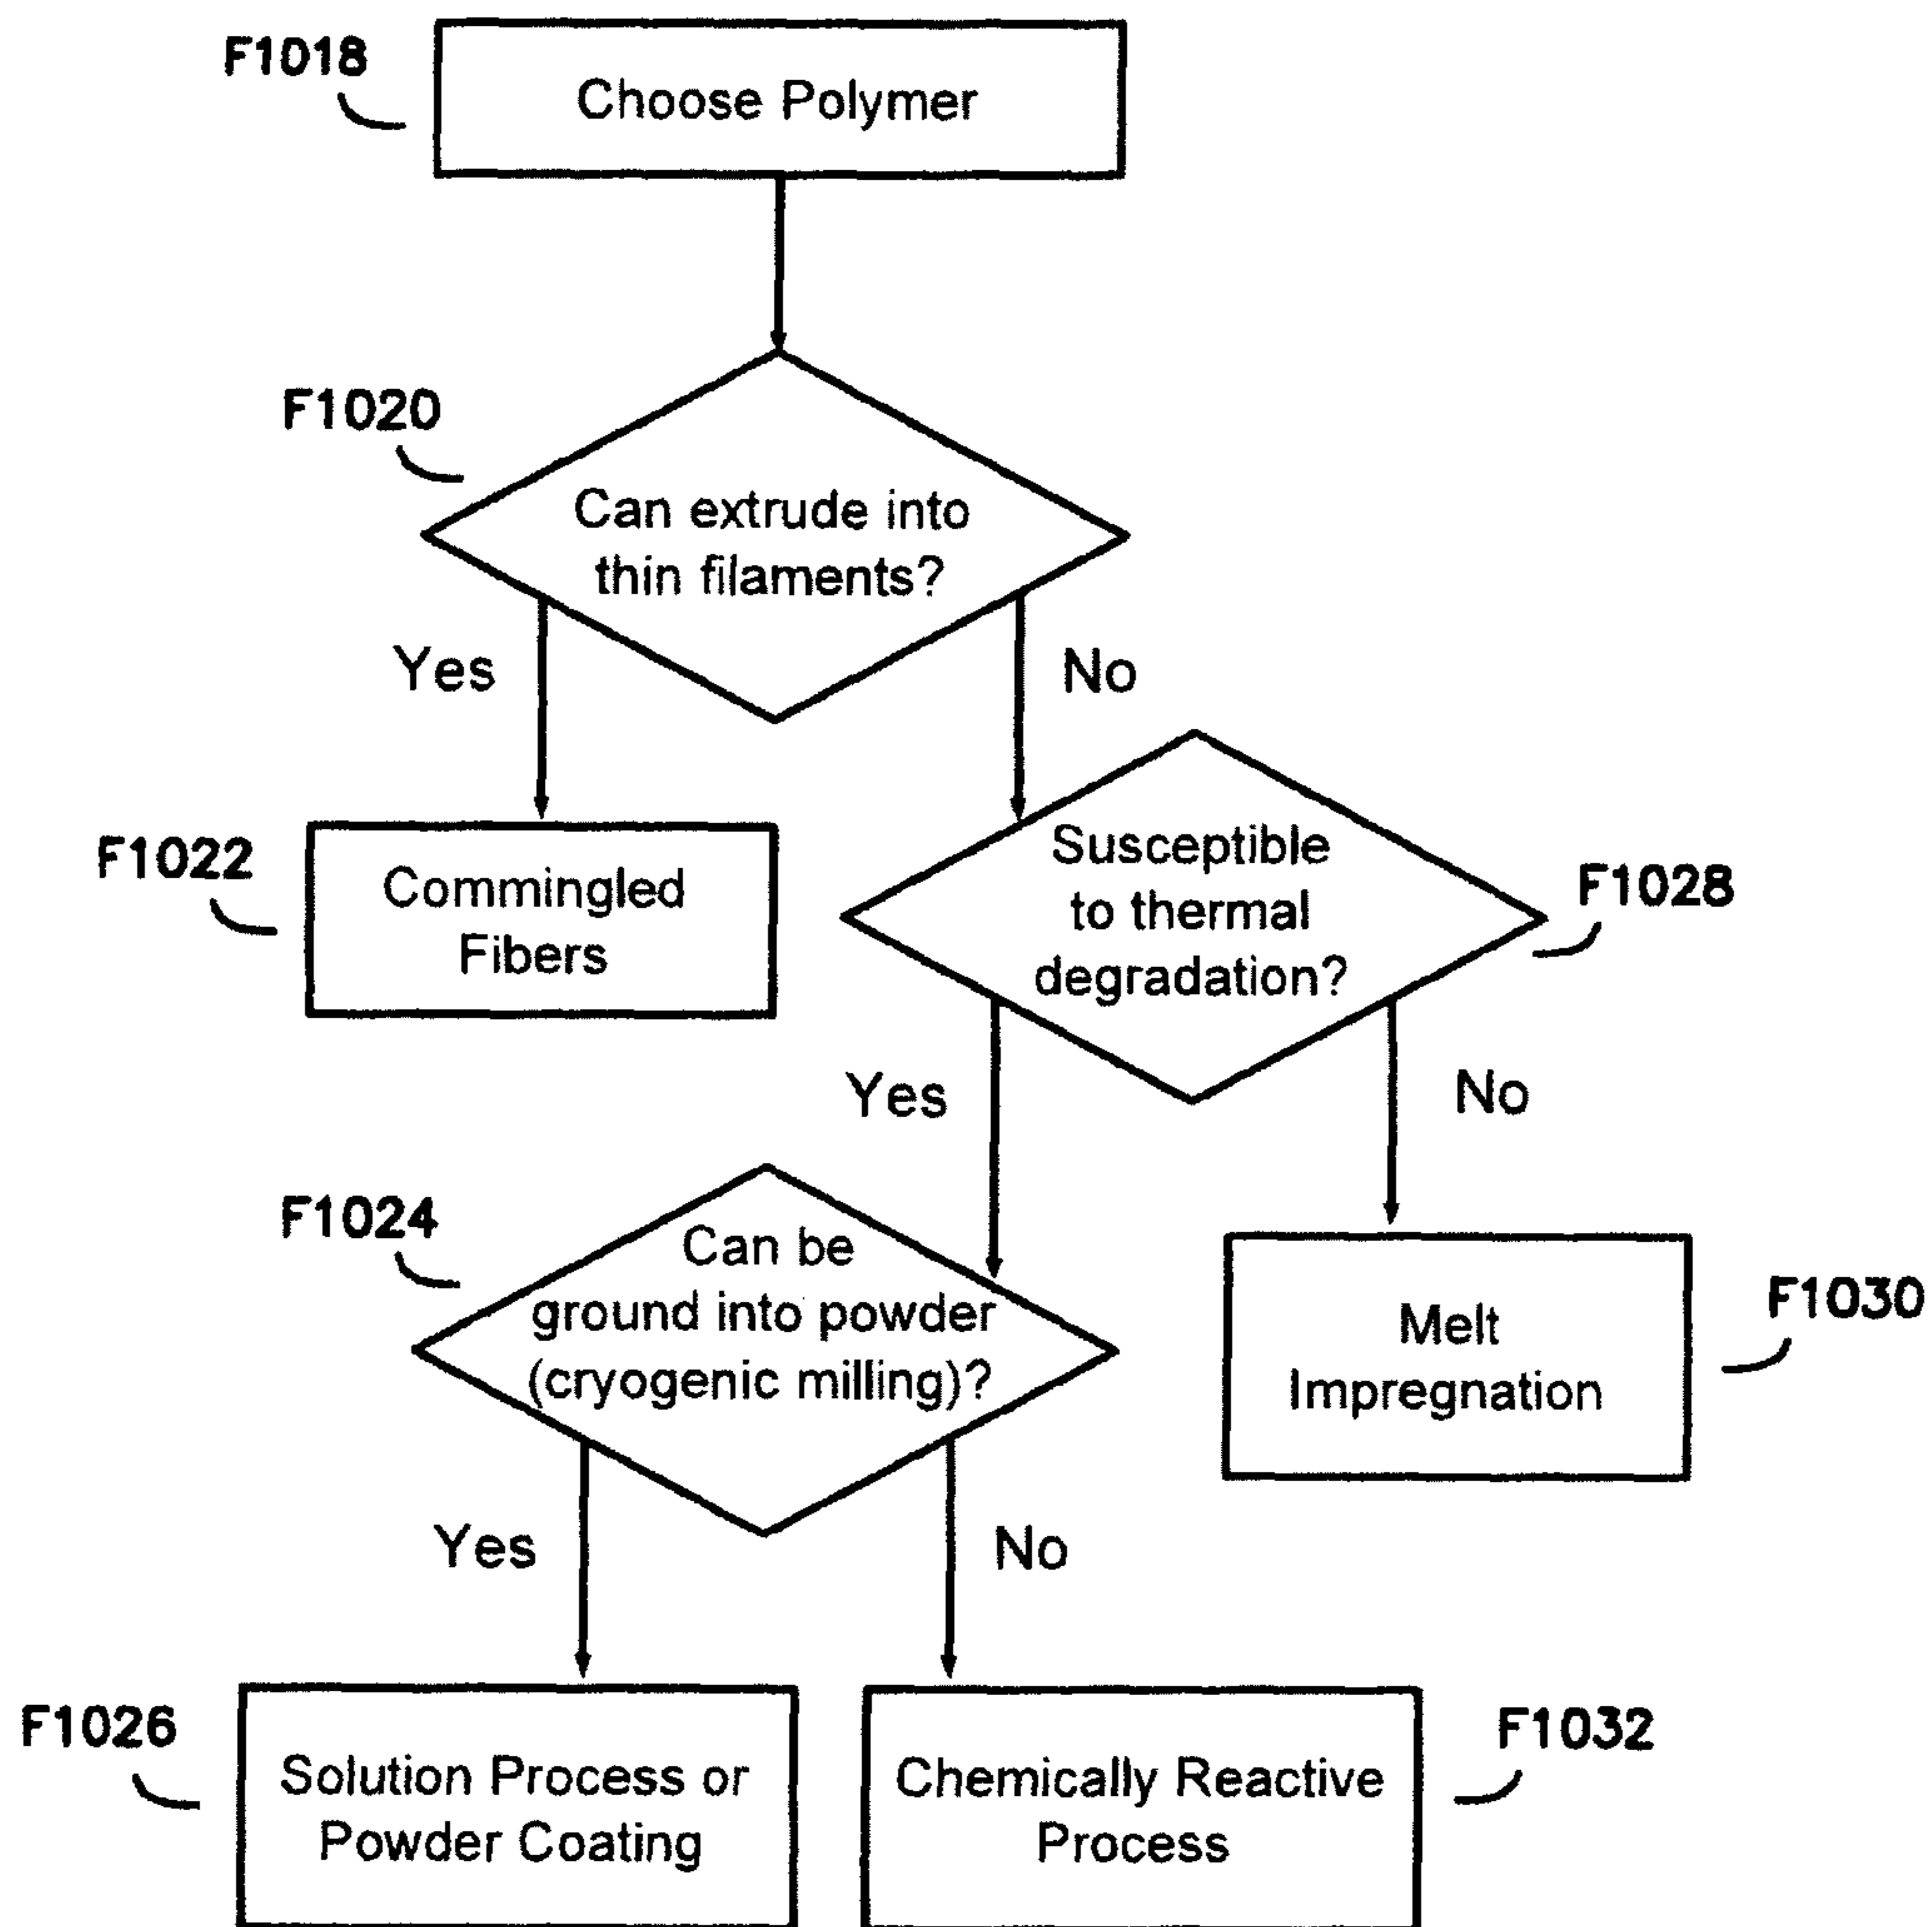 F1018
Choose Polymer
F1020
Can extrude into
thin filaments?
Yes
No
F1022
Commingled
Fibers
Susceptible
to thermal
degradation?
F1028
Yes
No
F1024
Can be
ground into powder
(cryogenic milling)?
Melt
Impregnation
F1030
Yes
No
F1026
Solution Process or
Powder Coating
Chemically Reactive
Process
F1032